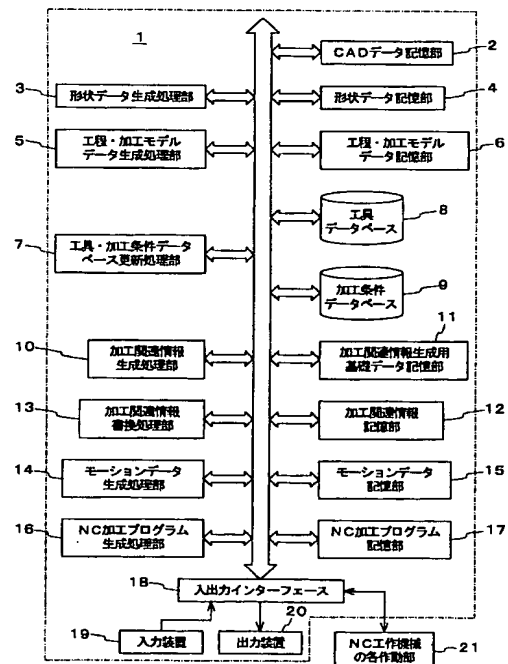 1
CADデータ記憶部
2
3
形状データ生成処理部
形状データ記憶部
4
5
工程・加工モデル
データ生成処理部
工程・加工モデル
データ記憶部
6
工具
データベース
8
7
工具・加工条件データ
ベース更新処理部
加工条件
データベース
9
10
加工関連情報
生成処理部
11
加工関連情報生成用
基礎データ記憶部
13
加工関連情報
書換処理部
加工関連情報
記憶部
12
14
モーションデータ
生成処理部
モーションデータ
記憶部
15
16
NC加工プログラム
生成処理部
NC加工プログラム
記憶部
17
18
入出力インターフェース
19
入力装置
20
出力装置
NC工作機械
の各作動部
21